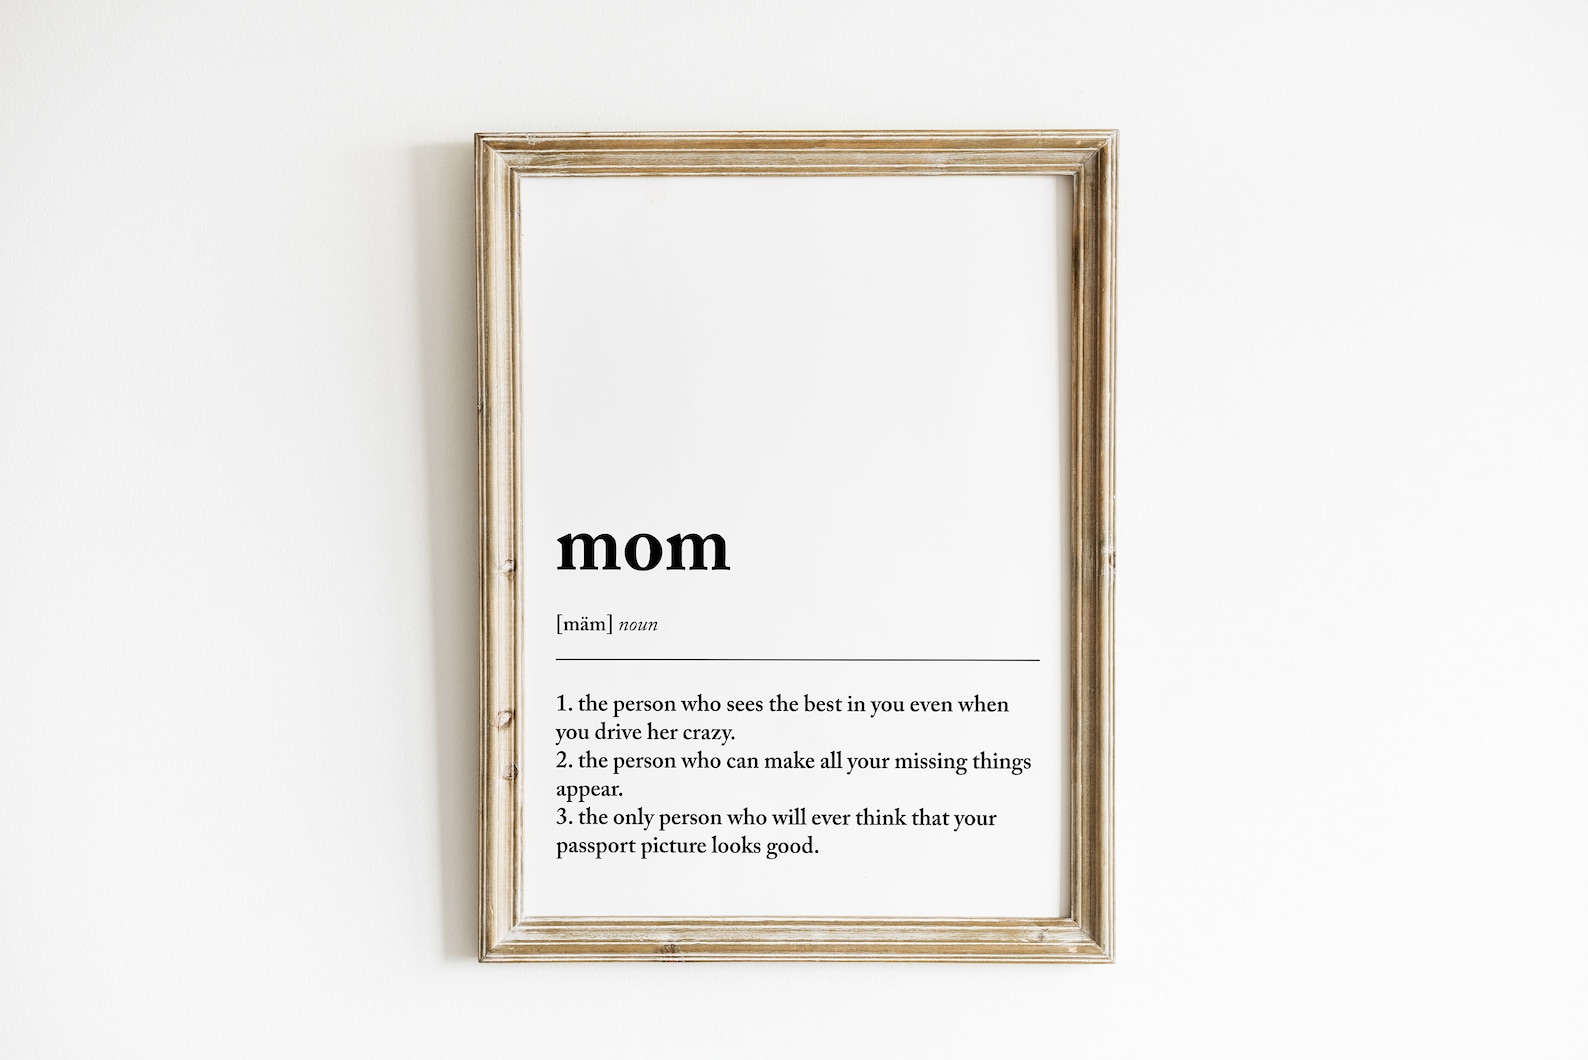 mom
[mäm] noun
1. the person who sees the best in you even when
you drive her crazy.
2. the person who can make all your missing things
appear.
3. the only person who will ever think that your
passport picture looks good.